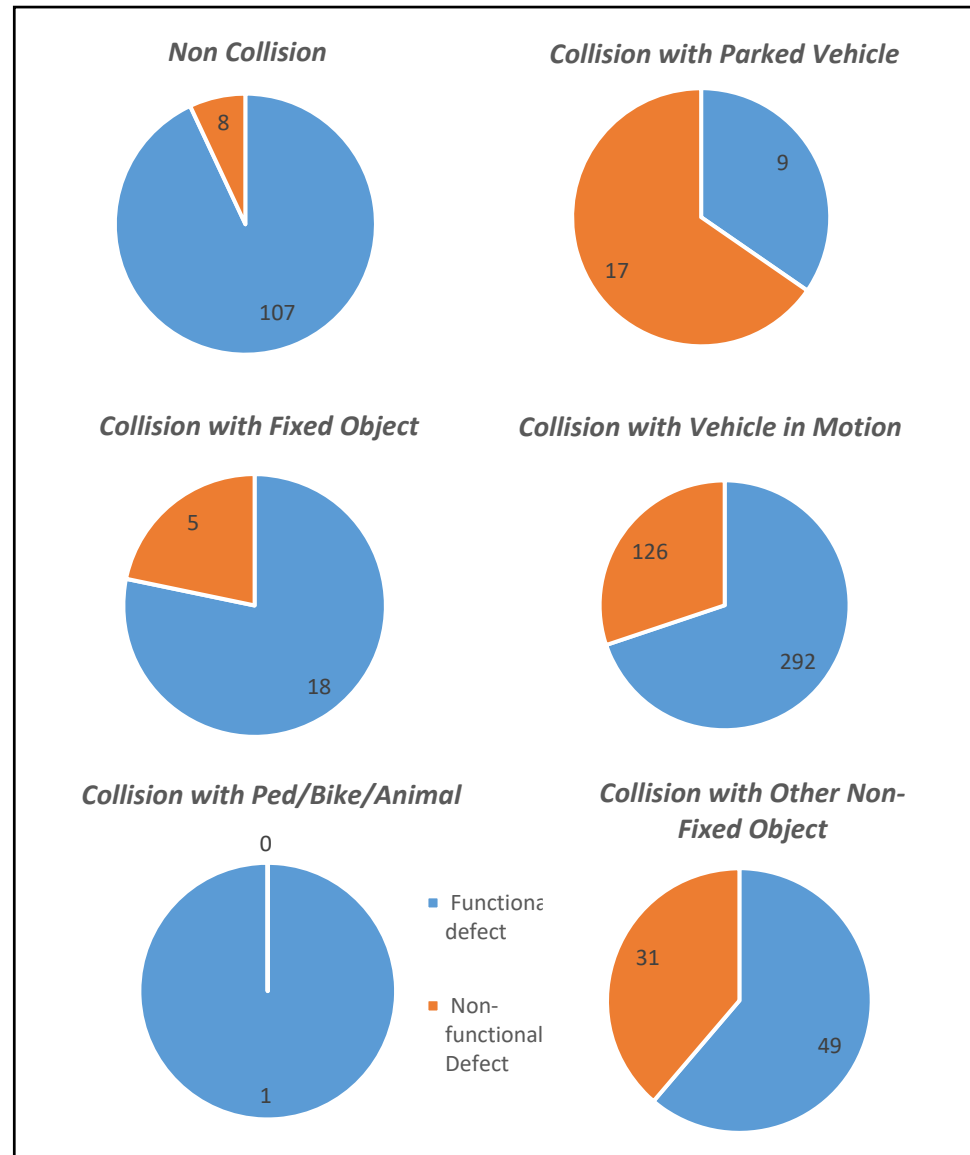 Non Collision
8
107
Collision with Parked Vehicle
9
17
Collision with Fixed Object
5
18
Collision with Vehicle in Motion
126
292
Collision with Ped/Bike/Animal
0
1
Functiona
defect
Non-
functional
Defect
Collision with Other Non-
Fixed Object
31
49